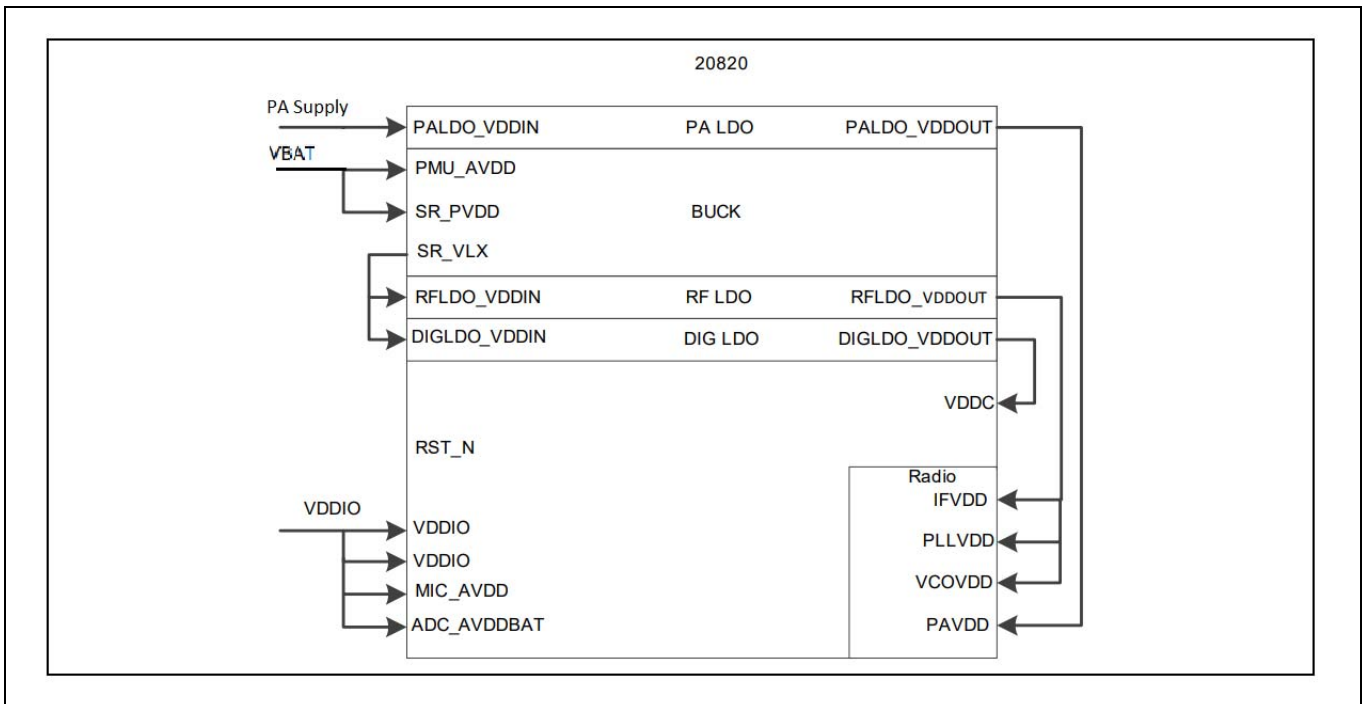 20820
PA Supply
PALDO_VDDIN PA LDO PALDO_VDDOUT
VBAT
PMU_AVDD
SR_PVDD BUCK
SR_VLX
RFLDO_VDDIN RF LDO RFLDO_VDDOUT
DIGLDO_VDDIN DIG LDO DIGLDO_VDDOUT
VDDC
RST_N
Radio
IFVDD
VDDIO
VDDIO
PLLVDD
VDDIO
VCOVDD
MIC_AVDD
ADC_AVDDBAT PAVDD